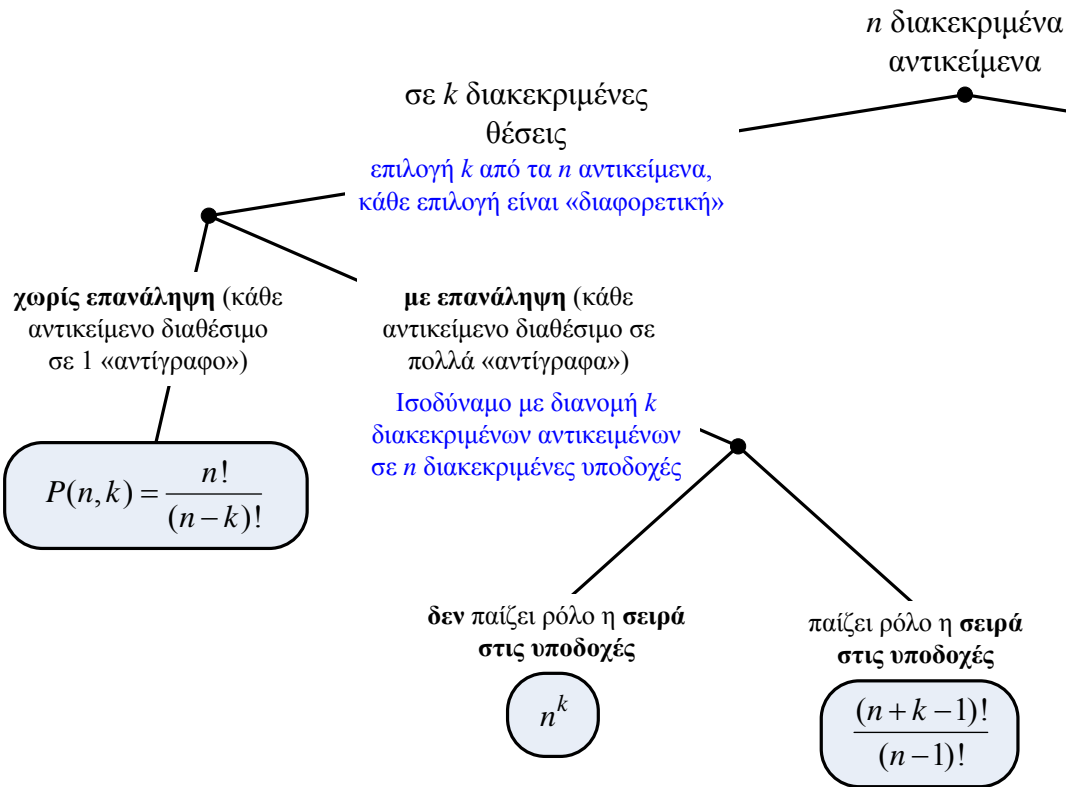 n διακεκριμένα
αντικείμενα
σε k διακεκριμένες
θέσεις
επιλογή k από τα n αντικείμενα,
κάθε επιλογή είναι «διαφορετική»
χωρίς επανάληψη (κάθε
αντικείμενο διαθέσιμο
σε 1 «αντίγραφο»)
με επανάληψη (κάθε
αντικείμενο διαθέσιμο σε
πολλά «αντίγραφα»)
Ισοδύναμο με διανομή k
διακεκριμένων αντικειμένων
σε n διακεκριμένες υποδοχές
P(n,k) = n!/(n−k)!
δεν παίζει ρόλο η σειρά
στις υποδοχές
n^k
παίζει ρόλο η σειρά
στις υποδοχές
(n+k−1)!/(n−1)!